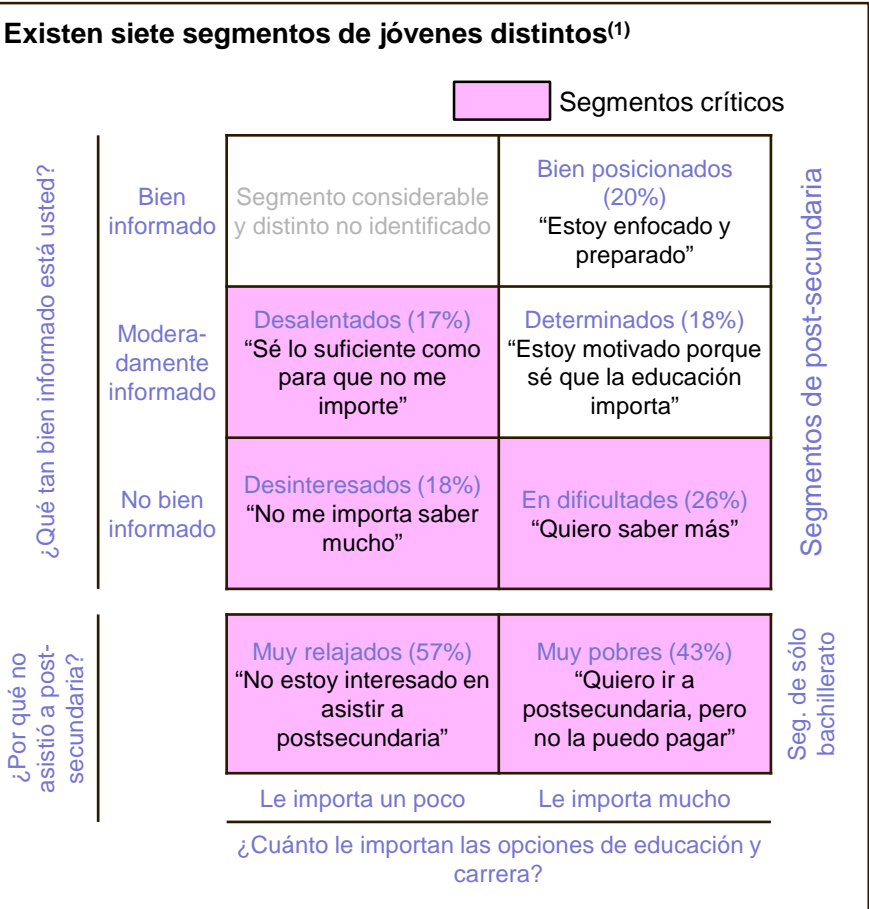 Existen siete segmentos de jóvenes distintos(1)
Segmentos críticos
¿Qué tan bien informado está usted?
Bien
informado
Segmento considerable
y distinto no identificado
Bien posicionados
(20%)
“Estoy enfocado y
preparado”
Modera-
damente
informado
Desalentados (17%)
“Sé lo suficiente como
para que no me
importe”
Determinados (18%)
“Estoy motivado porque
sé que la educación
importa”
No bien
informado
Desinteresados (18%)
“No me importa saber
mucho”
En dificultades (26%)
“Quiero saber más”
Segmentos de post-secundaria
¿Por qué no
asistió a post-
secundaria?
Muy relajados (57%)
“No estoy interesado en
asistir a
postsecundaria”
Muy pobres (43%)
“Quiero ir a
postsecundaria, pero
no la puedo pagar”
Seg. de sólo
bachillerato
Le importa un poco
Le importa mucho
¿Cuánto le importan las opciones de educación y
carrera?